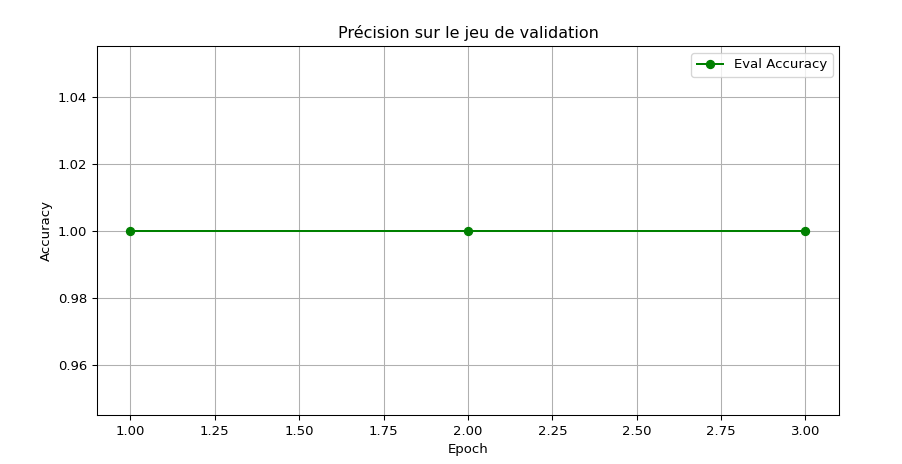 Précision sur le jeu de validation
Eval Accuracy
1.04
1.02
1.00
0.98
0.96
Accuracy
1.00 1.25 1.50 1.75 2.00 2.25 2.50 2.75 3.00
Epoch